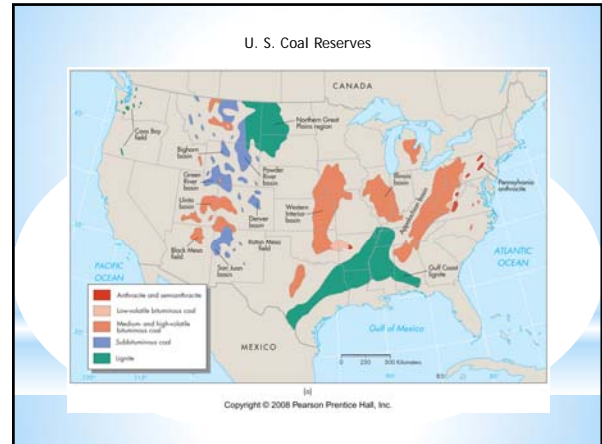 U. S. Coal Reserves
CANADA
Northern Great
Plains region
Coos Bay
field
Bighorn
basin
Powder
River
basin
Green
River
basin
Uinta
basin
Denver
basin
Western
Interior
basin
Illinois
basin
Appalachian basin
Pennsylvania
anthracite
Black Mesa
field
Raton Mesa
field
San Juan
basin
Gulf Coast
lignite
PACIFIC
OCEAN
ATLANTIC
OCEAN
Anthracite and semianthracite
Low-volatile bituminous coal
Medium- and high-volatile
bituminous coal
Subbituminous coal
Lignite
MEXICO
Gulf of Mexico
0 250 500 Kilometers
(a)
Copyright © 2008 Pearson Prentice Hall, Inc.